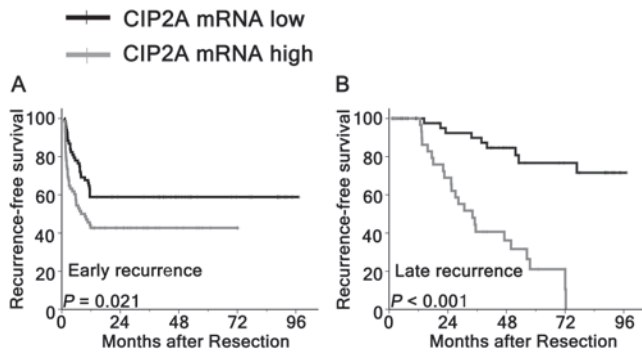 CIP2A mRNA low
CIP2A mRNA high
A
Recurrence-free survival
100
80
60
40
20
0
Early recurrence
P = 0.021
0 24 48 72 96
Months after Resection
B
Recurrence-free survival
100
80
60
40
20
0
Late recurrence
P < 0.001
0 24 48 72 96
Months after Resection